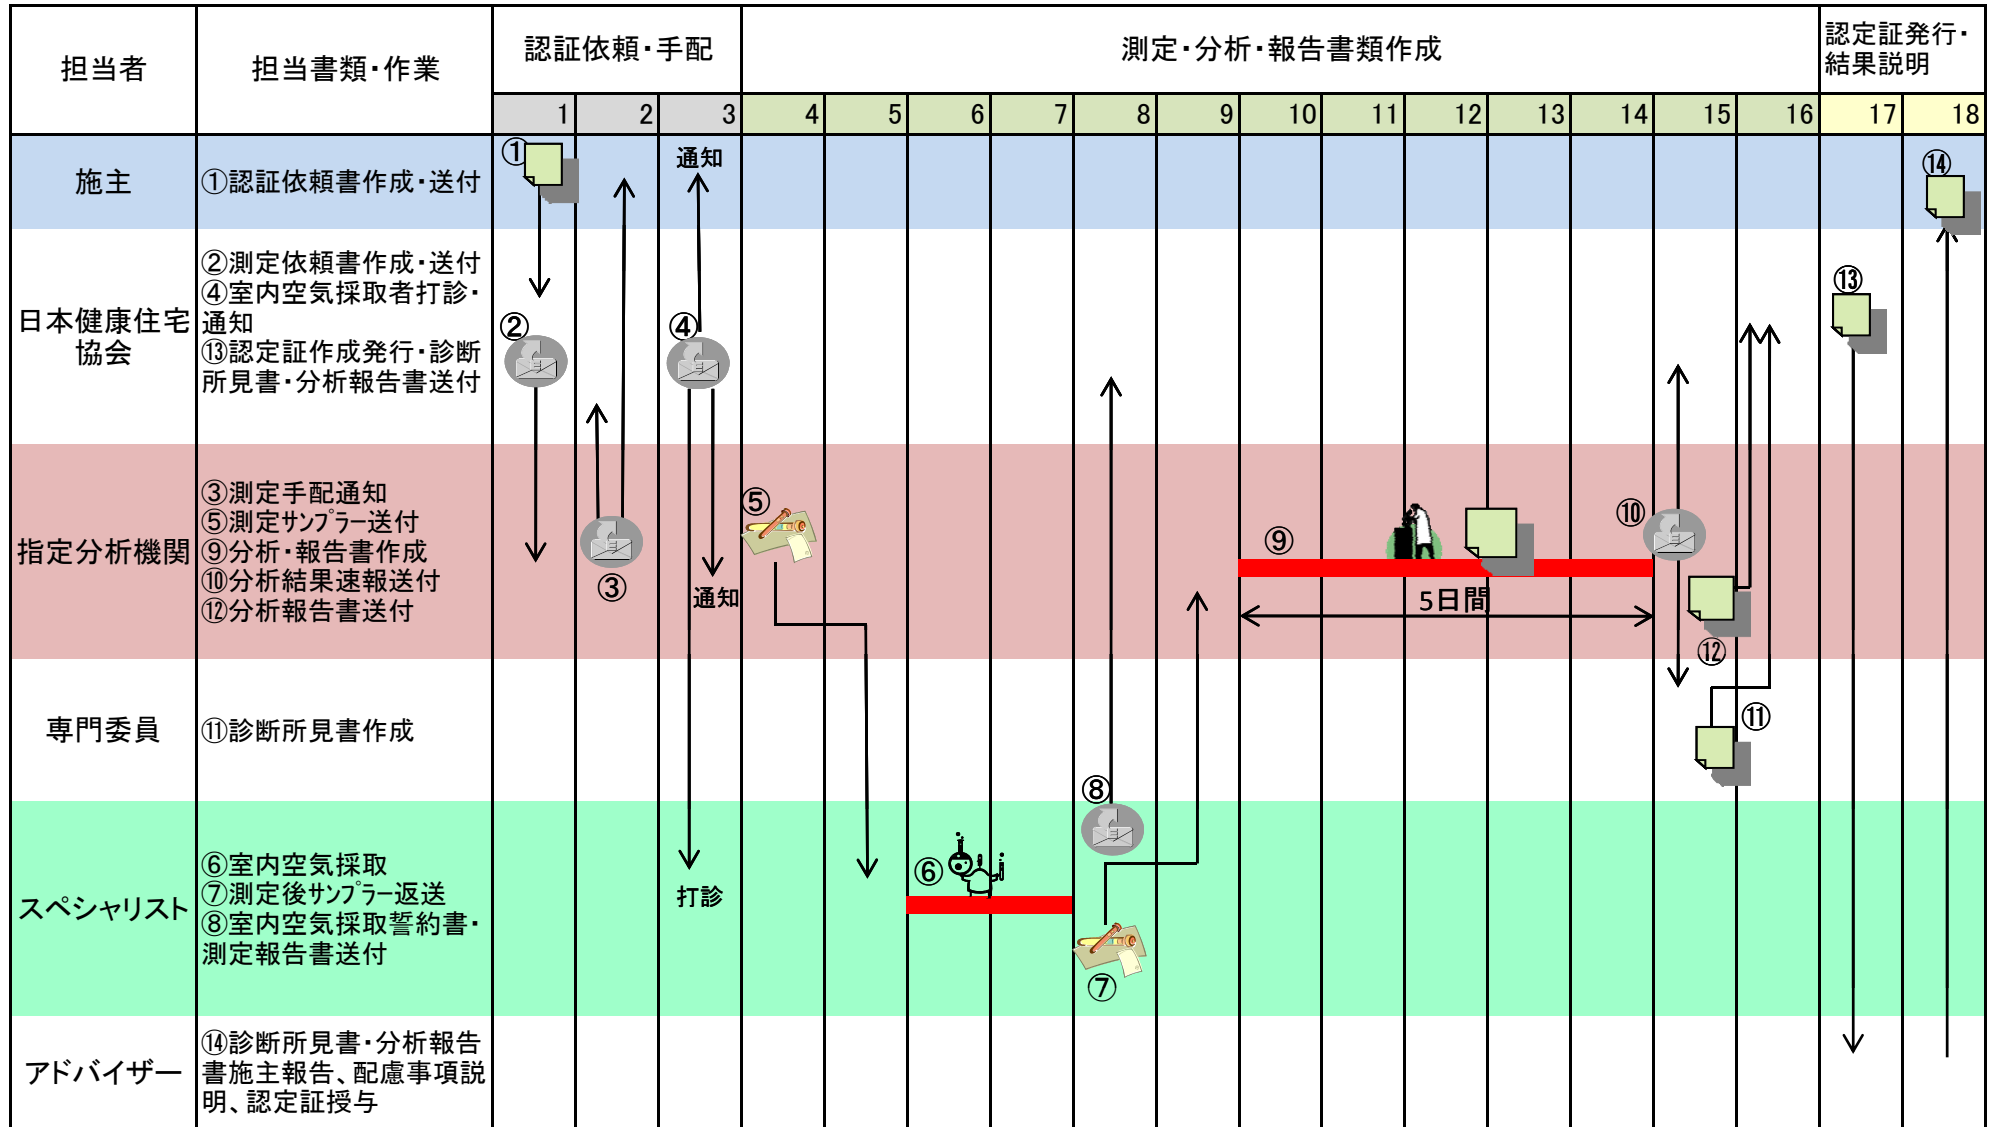 担当者
担当書類・作業
認証依頼・手配
測定・分析・報告書類作成
認定証発行・
結果説明
1 2 3 4 5 6 7 8 9 10 11 12 13 14 15 16 17 18
施主
①認証依頼書作成・送付
①
通知
⑭
日本健康住宅
協会
②測定依頼書作成・送付
④室内空気採取者打診・
通知
⑬認定証作成発行・診断
所見書・分析報告書送付
②
④
⑬
指定分析機関
③測定手配通知
⑤測定ｻﾝﾌﾟﾗｰ送付
⑨分析・報告書作成
⑩分析結果速報送付
⑫分析報告書送付
③
通知
⑤
⑨
5日間
⑩
⑫
専門委員
⑪診断所見書作成
⑪
スペシャリスト
⑥室内空気採取
⑦測定後ｻﾝﾌﾟﾗｰ返送
⑧室内空気採取誓約書・
測定報告書送付
打診
⑥
⑧
⑦
アドバイザー
⑭診断所見書・分析報告
書施主報告、配慮事項説
明、認定証授与